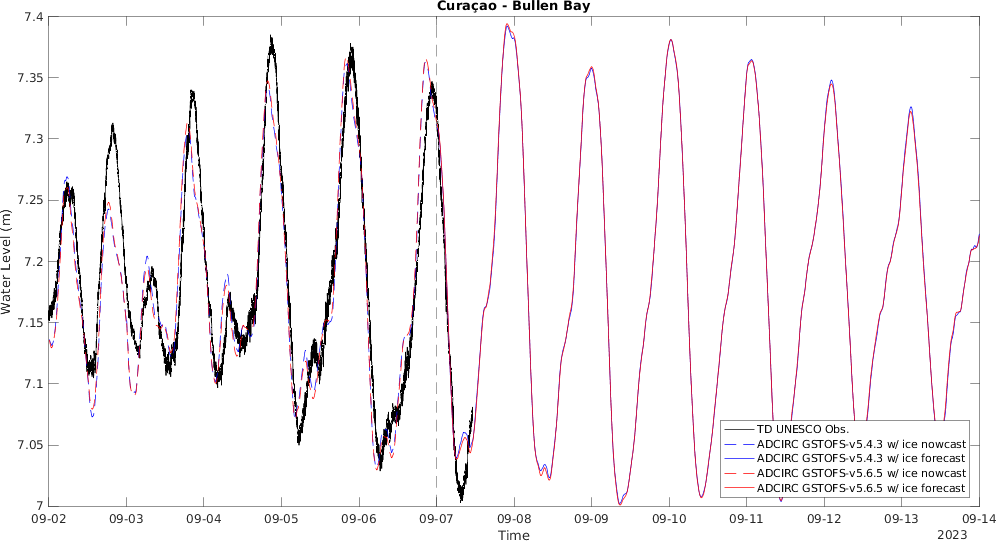 Curaçao - Bullen Bay
7.4
7.35
7.3
7.25
7.2
7.15
7.1
7.05
7
Water Level (m)
TD UNESCO Obs.
ADCIRC GSTOFS-v5.4.3 w/ ice nowcast
ADCIRC GSTOFS-v5.4.3 w/ ice forecast
ADCIRC GSTOFS-v5.6.5 w/ ice nowcast
ADCIRC GSTOFS-v5.6.5 w/ ice forecast
09-02 09-03 09-04 09-05 09-06 09-07 09-08 09-09 09-10 09-11 09-12 09-13 09-14
Time
2023